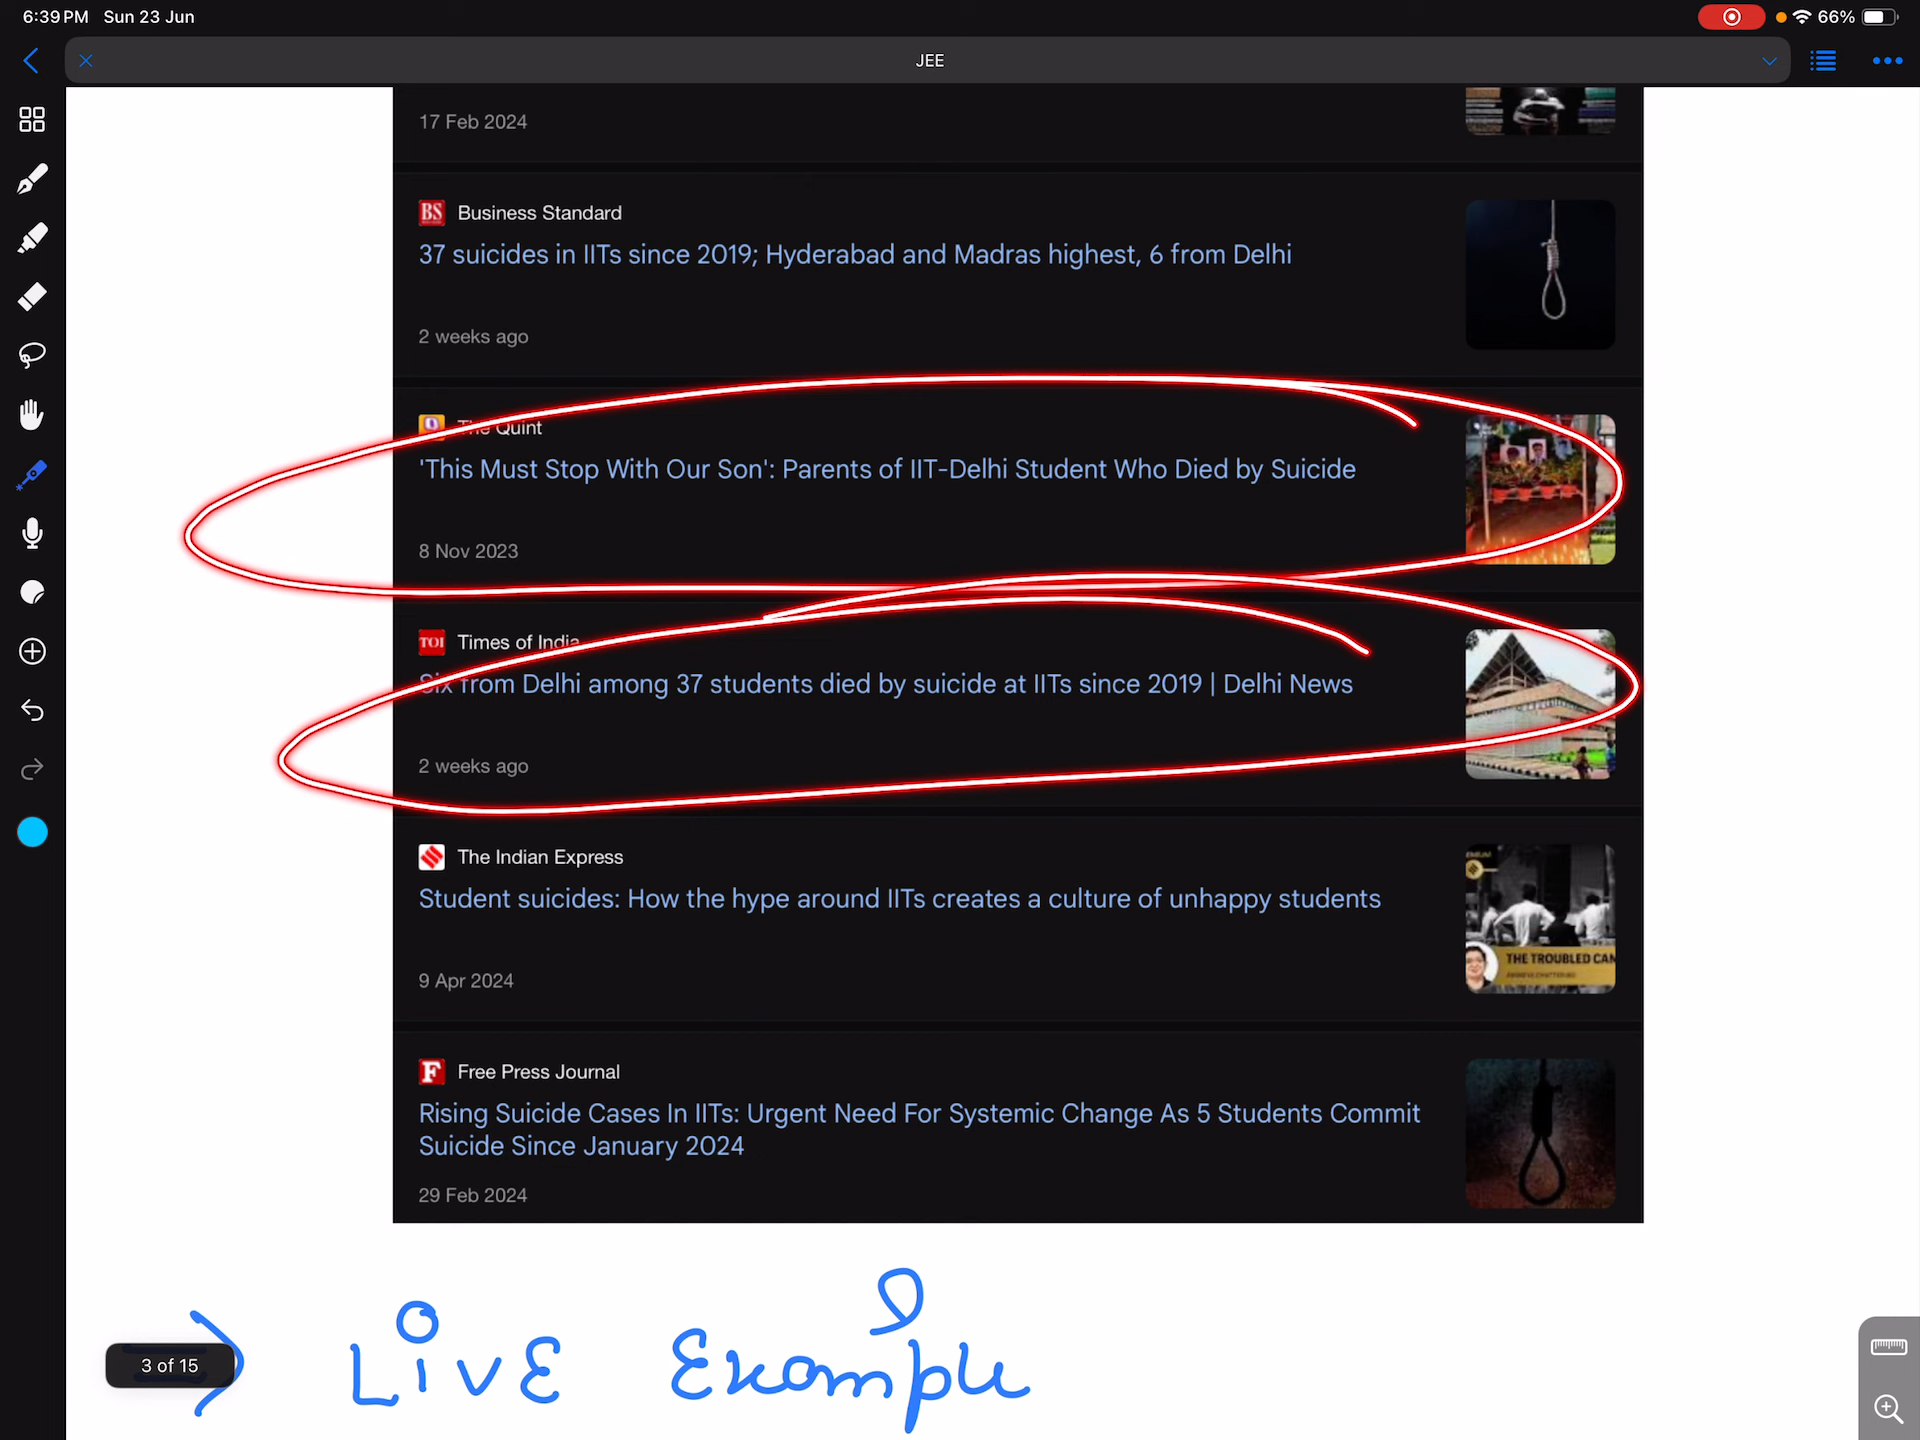 6:39 PM Sun 23 Jun
66%
JEE
17 Feb 2024
BS Business Standard
37 suicides in IITs since 2019; Hyderabad and Madras highest, 6 from Delhi
2 weeks ago
The Quint
'This Must Stop With Our Son': Parents of IIT-Delhi Student Who Died by Suicide
8 Nov 2023
TOI Times of India
Six from Delhi among 37 students died by suicide at IITs since 2019 | Delhi News
2 weeks ago
The Indian Express
Student suicides: How the hype around IITs creates a culture of unhappy students
THE TROUBLED CAM
9 Apr 2024
F Free Press Journal
Rising Suicide Cases In IITs: Urgent Need For Systemic Change As 5 Students Commit
Suicide Since January 2024
29 Feb 2024
3 of 15
LiVE Example